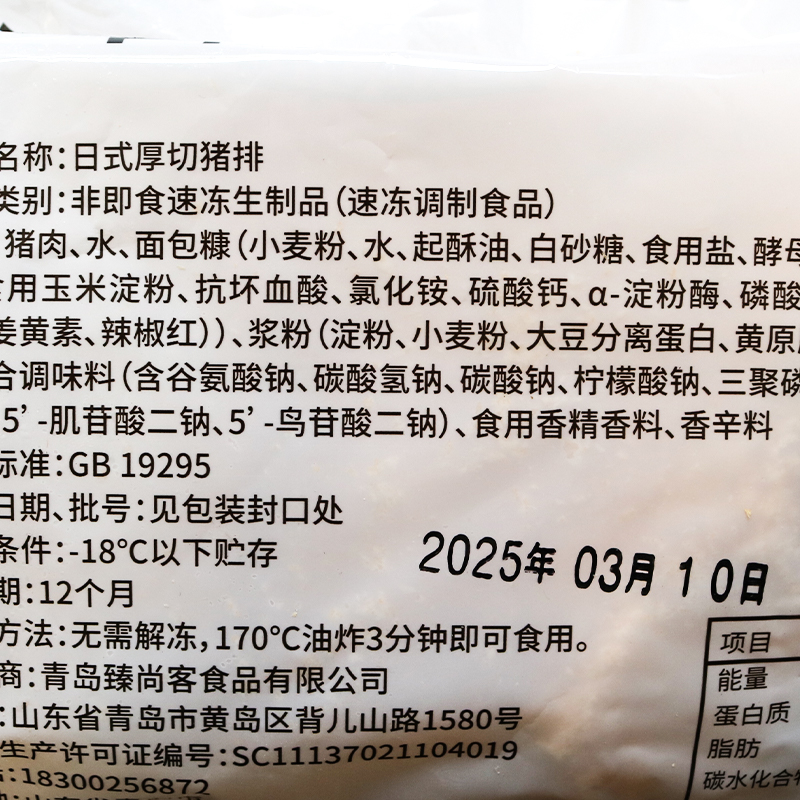 名称：日式厚切猪排
类别：非即食速冻生制品（速冻调制食品）
猪肉、水、面包糠（小麦粉、水、起酥油、白砂糖、食用盐、酵母
食用玉米淀粉、抗坏血酸、氯化铵、硫酸钙、α-淀粉酶、磷酸
姜黄素、辣椒红））、浆粉（淀粉、小麦粉、大豆分离蛋白、黄原
合调味料（含谷氨酸钠、碳酸氢钠、碳酸钠、柠檬酸钠、三聚磷
5’-肌苷酸二钠、5’-鸟苷酸二钠）、食用香精香料、香辛料
标准：GB 19295
日期、批号：见包装封口处
条件：-18℃以下贮存
2025年 03月 10日
期：12个月
方法：无需解冻，170℃油炸3分钟即可食用。
商：青岛臻尚客食品有限公司
：山东省青岛市黄岛区背儿山路1580号
生产许可证编号：SC11137021104019
：18300256872
项目
能量
蛋白质
脂肪
碳水化合物